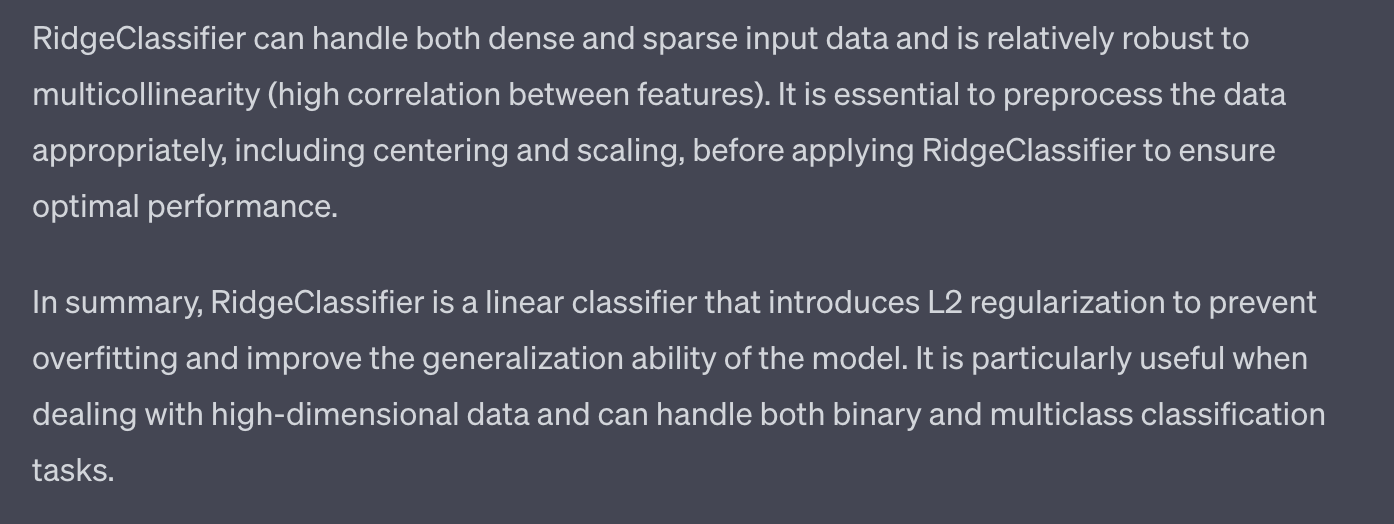 RidgeClassifier can handle both dense and sparse input data and is relatively robust to
multicollinearity (high correlation between features). It is essential to preprocess the data
appropriately, including centering and scaling, before applying RidgeClassifier to ensure
optimal performance.
In summary, RidgeClassifier is a linear classifier that introduces L2 regularization to prevent
overfitting and improve the generalization ability of the model. It is particularly useful when
dealing with high-dimensional data and can handle both binary and multiclass classification
tasks.